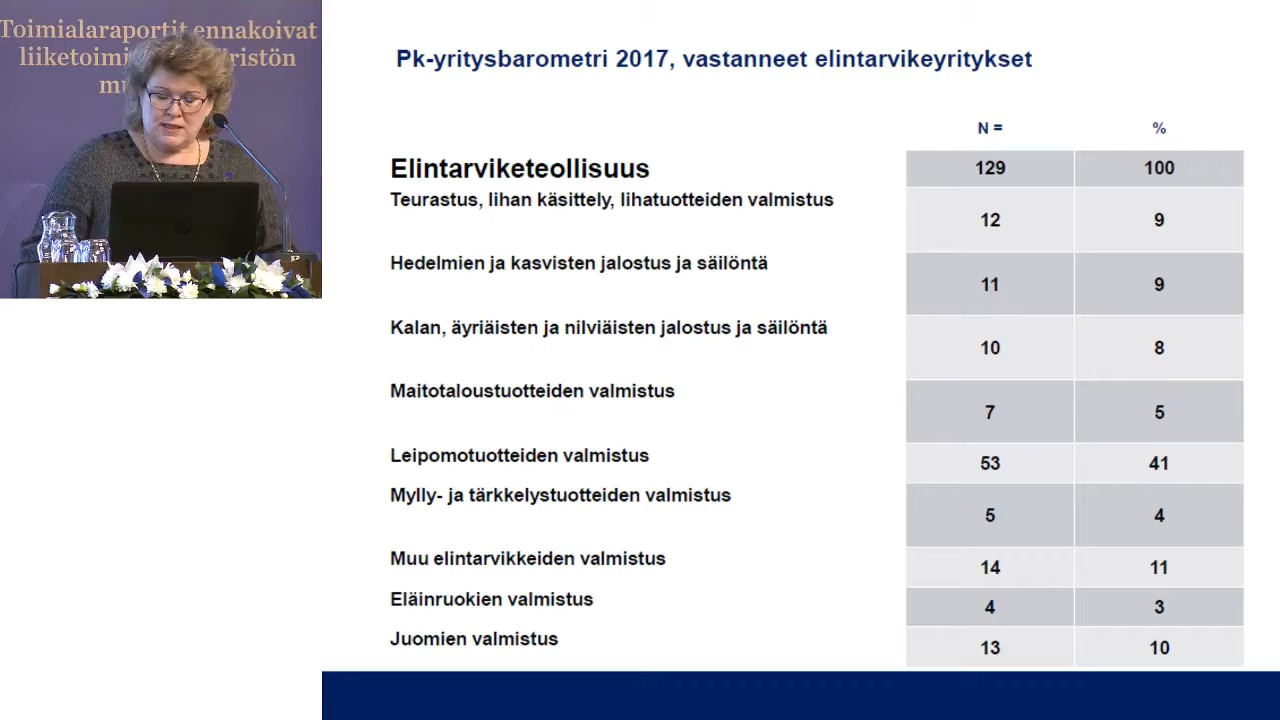 Toimialaraportit ennakoivat
Pk-yritysbarometri 2017, vastanneet elintarvikeyritykset
N = %
Elintarviketeollisuus 129 100
Teurastus, lihan käsittely, lihatuotteiden valmistus 12 9
Hedelmien ja kasvisten jalostus ja säilöntä 11 9
Kalan, äyriäisten ja nilviäisten jalostus ja säilöntä 10 8
Maitotaloustuotteiden valmistus 7 5
Leipomotuotteiden valmistus 53 41
Mylly- ja tärkkelystuotteiden valmistus 5 4
Muu elintarvikkeiden valmistus 14 11
Eläinruokien valmistus 4 3
Juomien valmistus 13 10